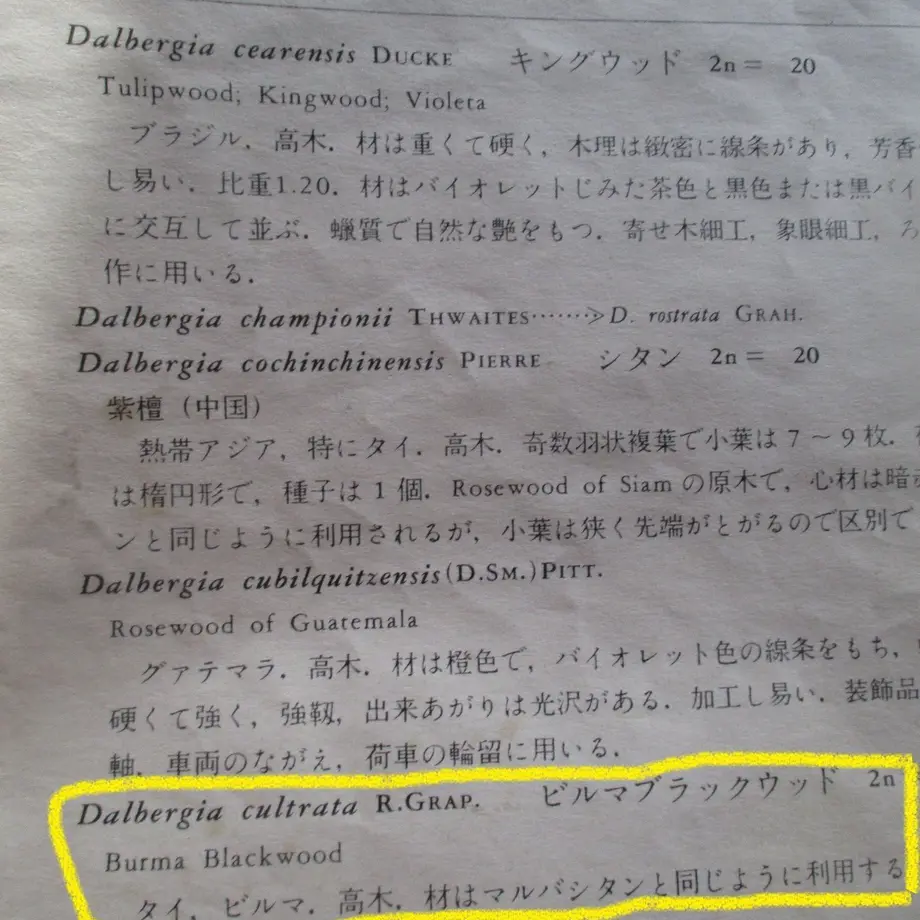 Dalbergia cearensis DUCKE キングウッド 2n = 20
Tulipwood; Kingwood; Violeta
ブラジル．高木．材は重くて硬く，木理は緻密に線条があり，芳香
し易い．比重1.20．材はバイオレットじみた茶色と黒色または黒バイ
に交互して並ぶ．蠟質で自然な艶をもつ．寄せ木細工，象眼細工，ろ
作に用いる．
Dalbergia championii THWAITES‥‥‥>D. rostrata GRAH.
Dalbergia cochinchinensis PIERRE シタン 2n = 20
紫檀（中国）
熱帯アジア，特にタイ．高木．奇数羽状複葉で小葉は7～9枚．
は楕円形で，種子は1個．Rosewood of Siamの原木で，心材は暗
ンと同じように利用されるが，小葉は狭く先端がとがるので区別で
Dalbergia cubilquitzensis(D.SM.)PITT.
Rosewood of Guatemala
グァテマラ．高木．材は橙色で，バイオレット色の線条をもち，
硬くて強く，強靱，出来あがりは光沢がある．加工し易い．装飾品
軸，車両のながえ，荷車の輪留に用いる．
Dalbergia cultrata R.GRAP. ビルマブラックウッド 2n
Burma Blackwood
タイ，ビルマ．高木．材はマルバシタンと同じように利用する